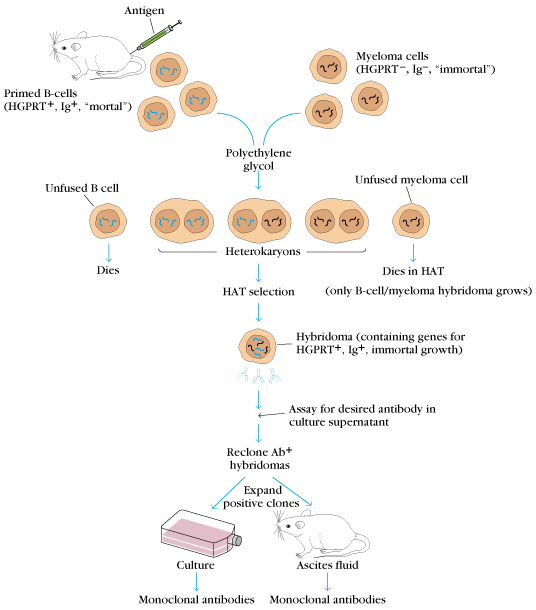 Antigen
Myeloma cells
(HGPRT–, Ig–, “immortal”)
Primed B-cells
(HGPRT+, Ig+, “mortal”)
Polyethylene
glycol
Unfused B cell
Unfused myeloma cell
Heterokaryons
Dies
Dies in HAT
(only B-cell/myeloma hybridoma grows)
HAT selection
Hybridoma (containing genes for
HGPRT+, Ig+, immortal growth)
Assay for desired antibody in
culture supernatant
Reclone Ab+
hybridomas
Expand
positive clones
Culture
Ascites fluid
Monoclonal antibodies
Monoclonal antibodies